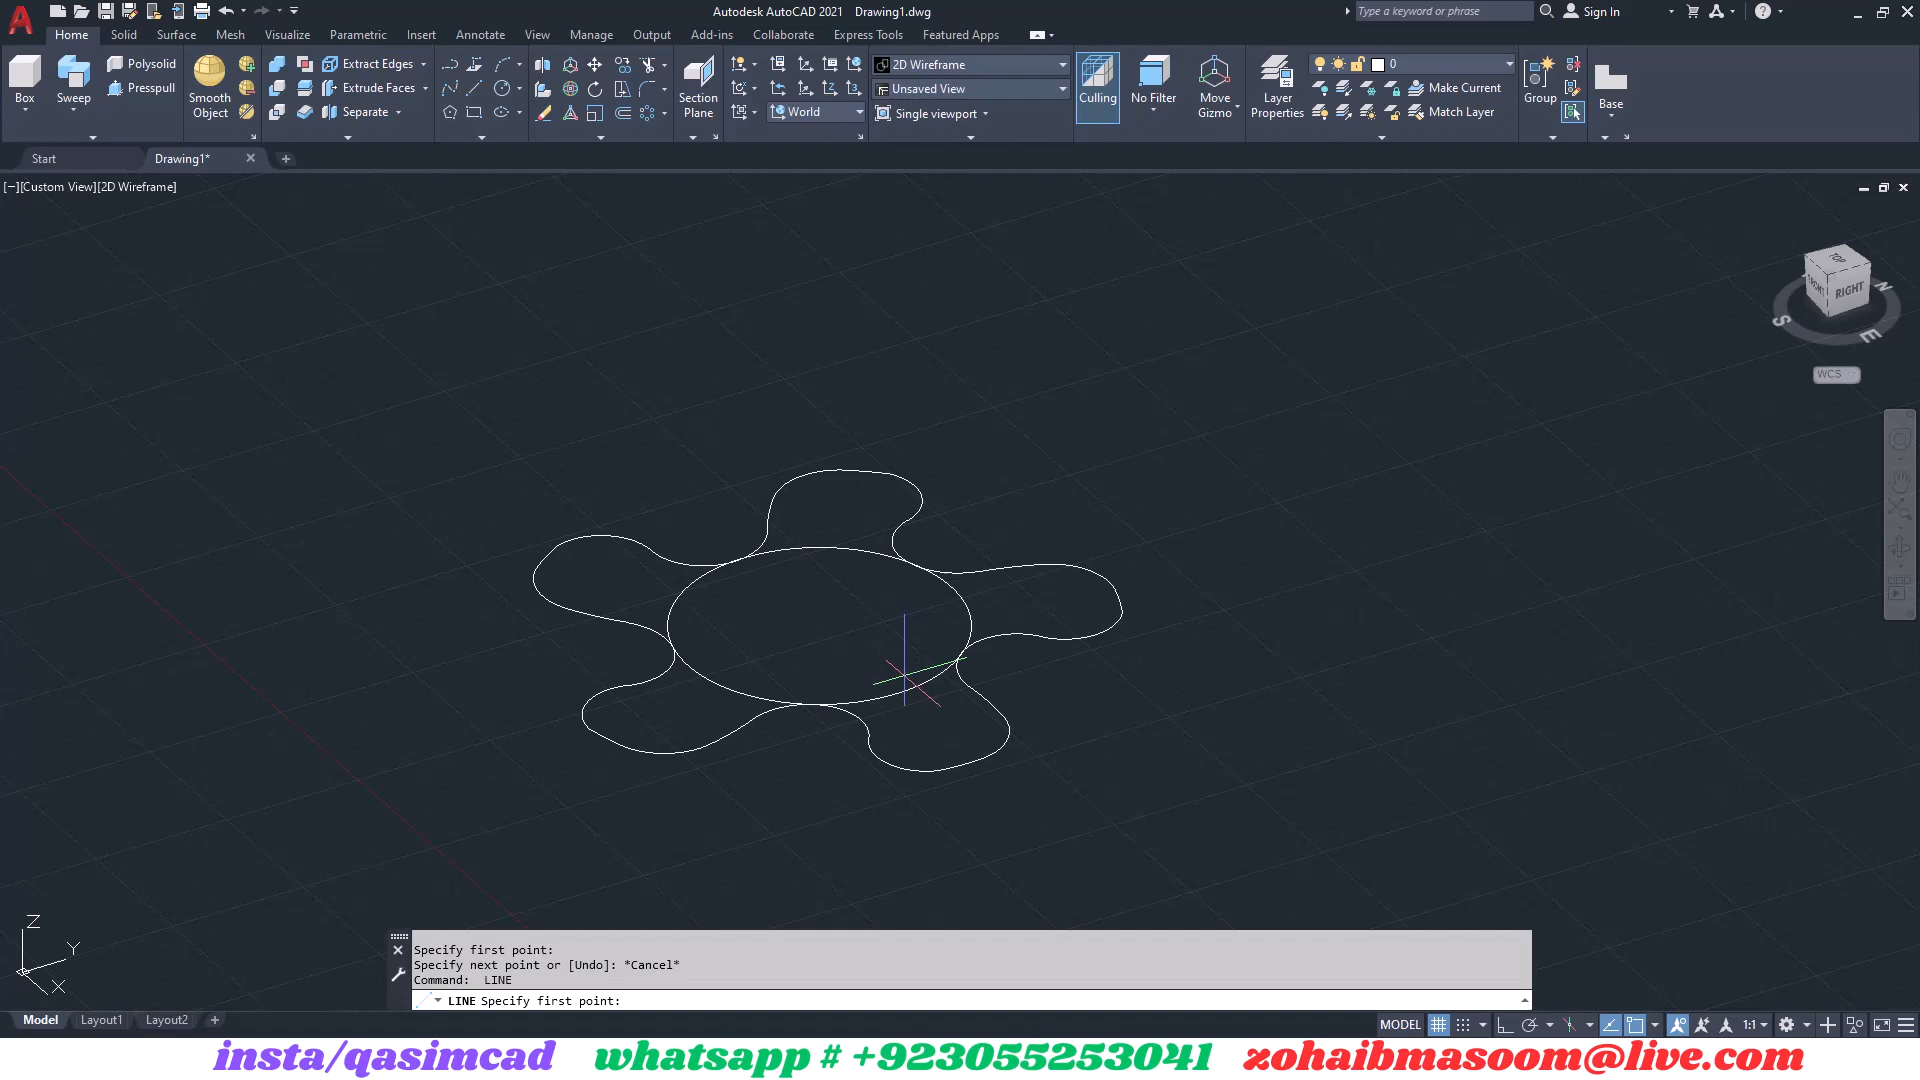 Autodesk AutoCAD 2021 Drawing1.dwg
Type a keyword or phrase
Sign In
Home Solid Surface Mesh Visualize Parametric Insert Annotate View Manage Output Add-ins Collaborate Express Tools Featured Apps
Box
Sweep
Polysolid
Presspull
Smooth
Object
Extract Edges
Extrude Faces
Separate
Section
Plane
World
2D Wireframe
Unsaved View
Single viewport
Culling
No Filter
Move
Gizmo
Layer
Properties
0
Make Current
Match Layer
Group
Base
Start
Drawing1*
[−][Custom View][2D Wireframe]
TOP
FRONT
RIGHT
N
S
E
WCS
Z
Y
X
Specify first point:
Specify next point or [Undo]: *Cancel*
Command: LINE
LINE Specify first point:
Model Layout1 Layout2
MODEL
1:1
insta/qasimcad whatsapp # +923055253041 zohaibmasoom@live.com